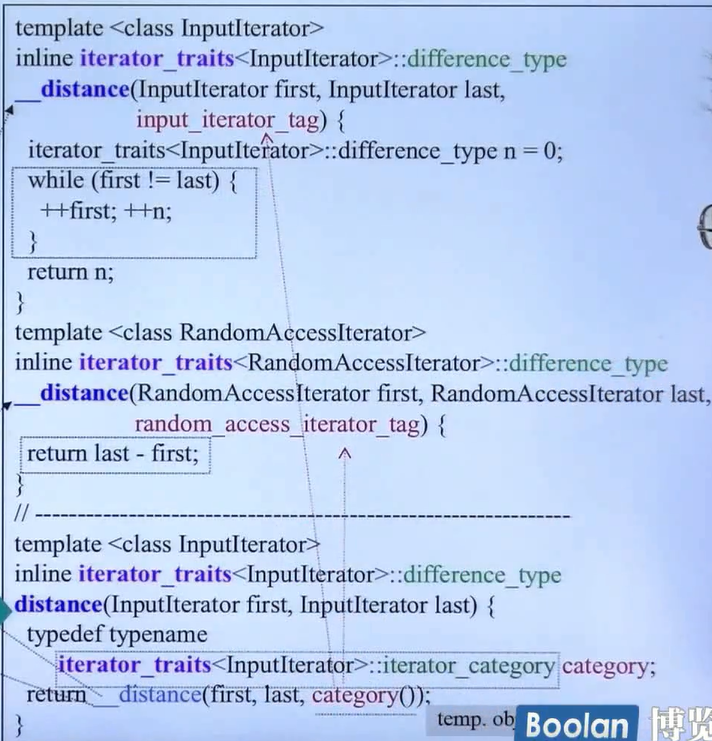 template <class InputIterator>
inline iterator_traits<InputIterator>::difference_type
__distance(InputIterator first, InputIterator last,
input_iterator_tag) {
iterator_traits<InputIterator>::difference_type n = 0;
while (first != last) {
++first; ++n;
}
return n;
}
template <class RandomAccessIterator>
inline iterator_traits<RandomAccessIterator>::difference_type
__distance(RandomAccessIterator first, RandomAccessIterator last,
random_access_iterator_tag) {
return last - first;
}
// -----------------------------------------------------------------
template <class InputIterator>
inline iterator_traits<InputIterator>::difference_type
distance(InputIterator first, InputIterator last) {
typedef typename
iterator_traits<InputIterator>::iterator_category category;
return __distance(first, last, category());
}
temp.
Boolan 博览